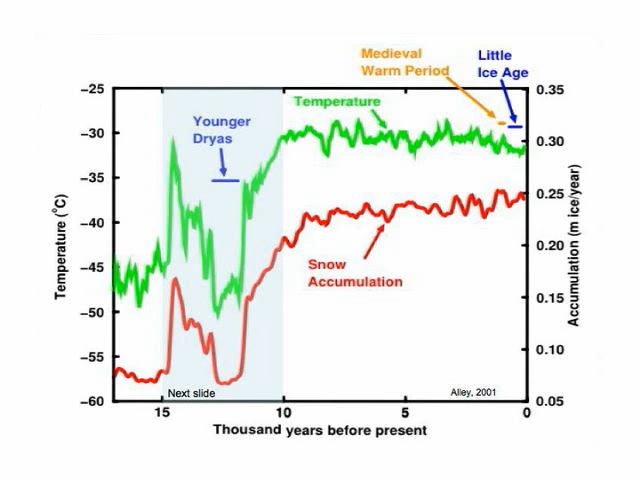 Medieval
Warm Period
Little
Ice Age
−25
−30
−35
−40
−45
−50
−55
−60
Temperature (°C)
0.35
0.30
0.25
0.20
0.15
0.10
0.05
Accumulation (m ice/year)
Temperature
Younger
Dryas
Snow
Accumulation
Next slide
Alley, 2001
15
10
5
0
Thousand years before present